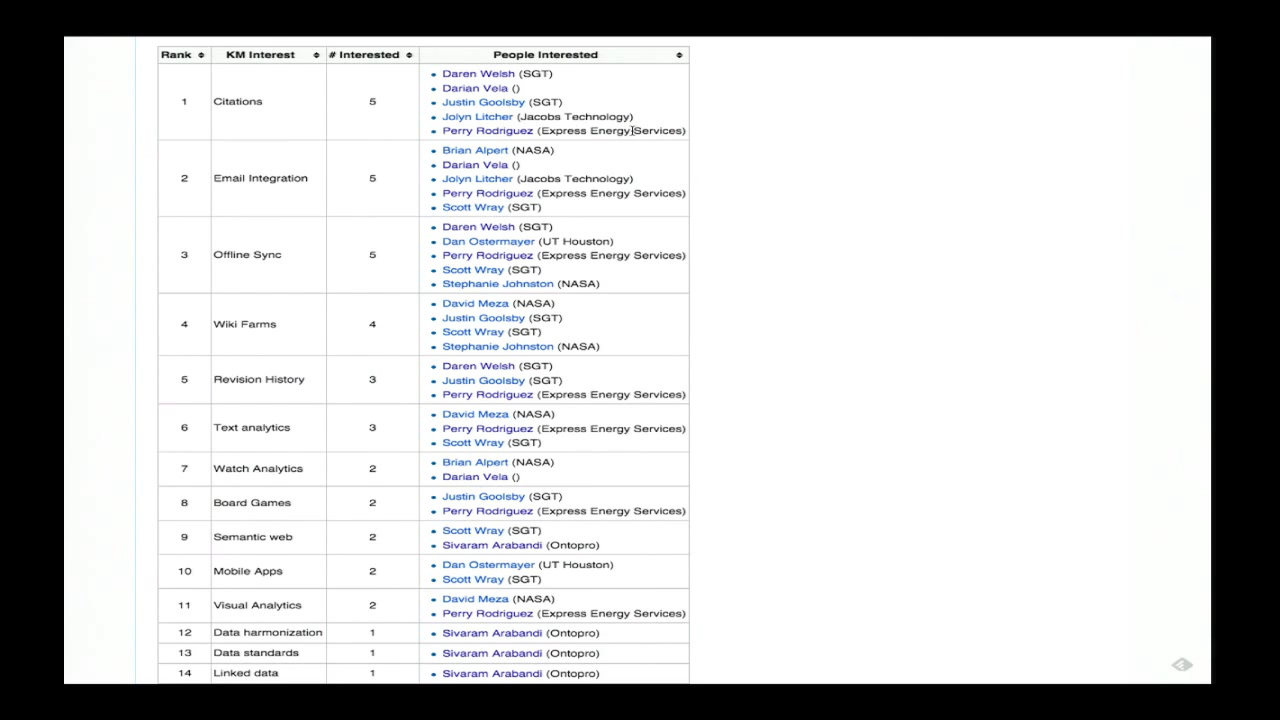 Rank KM Interest # Interested People Interested
1 Citations 5
Daren Welsh (SGT)
Darian Vela ()
Justin Goolsby (SGT)
Jolyn Litcher (Jacobs Technology)
Perry Rodriguez (Express Energy Services)
2 Email Integration 5
Brian Alpert (NASA)
Darian Vela ()
Jolyn Litcher (Jacobs Technology)
Perry Rodriguez (Express Energy Services)
Scott Wray (SGT)
3 Offline Sync 5
Daren Welsh (SGT)
Dan Ostermayer (UT Houston)
Perry Rodriguez (Express Energy Services)
Scott Wray (SGT)
Stephanie Johnston (NASA)
4 Wiki Farms 4
David Meza (NASA)
Justin Goolsby (SGT)
Scott Wray (SGT)
Stephanie Johnston (NASA)
5 Revision History 3
Daren Welsh (SGT)
Justin Goolsby (SGT)
Perry Rodriguez (Express Energy Services)
6 Text analytics 3
David Meza (NASA)
Perry Rodriguez (Express Energy Services)
Scott Wray (SGT)
7 Watch Analytics 2
Brian Alpert (NASA)
Darian Vela ()
8 Board Games 2
Justin Goolsby (SGT)
Perry Rodriguez (Express Energy Services)
9 Semantic web 2
Scott Wray (SGT)
Sivaram Arabandi (Ontopro)
10 Mobile Apps 2
Dan Ostermayer (UT Houston)
Scott Wray (SGT)
11 Visual Analytics 2
David Meza (NASA)
Perry Rodriguez (Express Energy Services)
12 Data harmonization 1 Sivaram Arabandi (Ontopro)
13 Data standards 1 Sivaram Arabandi (Ontopro)
14 Linked data 1 Sivaram Arabandi (Ontopro)